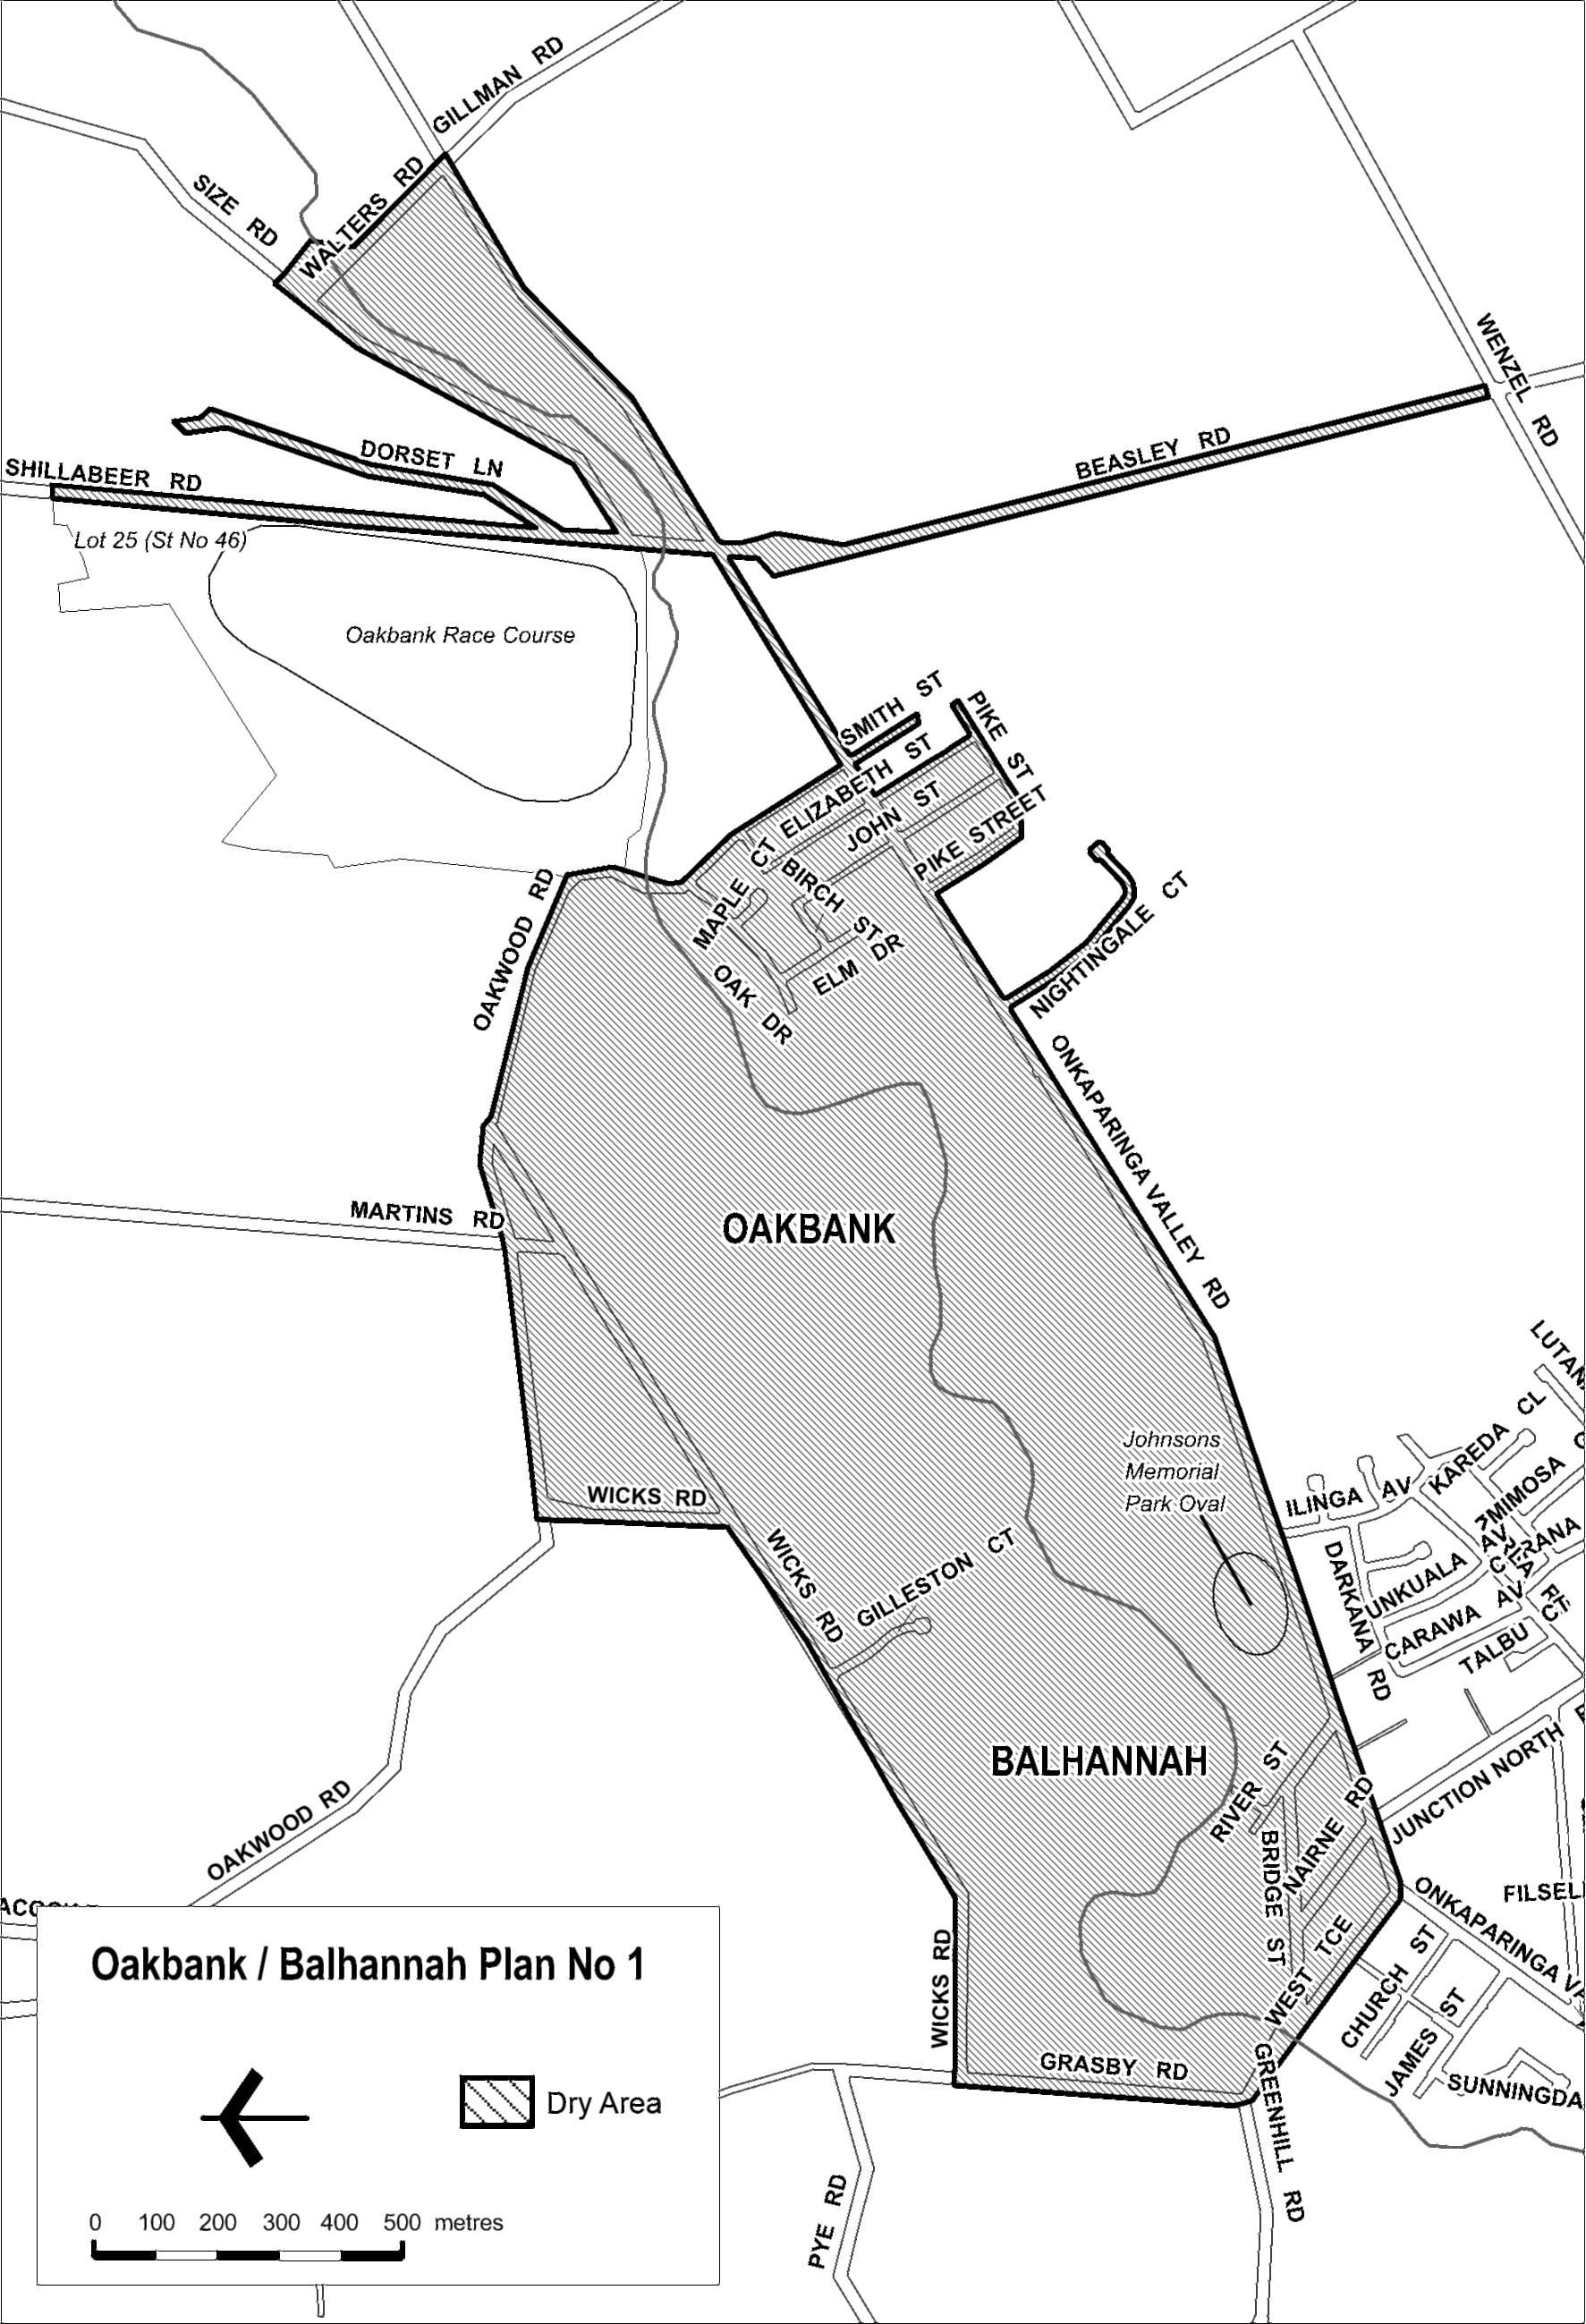 GILLMAN RD
SIZE RD
WALTERS RD
WENZEL RD
DORSET LN
BEASLEY RD
SHILLABEER RD
Lot 25 (St No 46)
Oakbank Race Course
SMITH ST
PIKE ST
ELIZABETH ST
JOHN ST
PIKE STREET
MAPLE CT
BIRCH ST
OAKWOOD RD
NIGHTINGALE CT
ELM DR
OAK DR
ONKAPARINGA VALLEY RD
MARTINS RD
OAKBANK
Johnsons
Memorial
Park Oval
KAREDA CL
ILINGA AV
MIMOSA
WICKS RD
WICKS RD
GILLESTON CT
DARKANA RD
UNKUALA AV
CARAWA AV
TALBU
BALHANNAH
RIVER ST
NAIRNE RD
JUNCTION NORTH
BRIDGE ST
OAKWOOD RD
ONKAPARINGA VA
FILSEL
WEST TCE
CHURCH ST
JAMES ST
WICKS RD
GRASBY RD
GREENHILL RD
SUNNINGDA
PYE RD
Oakbank / Balhannah Plan No 1
Dry Area
0 100 200 300 400 500 metres